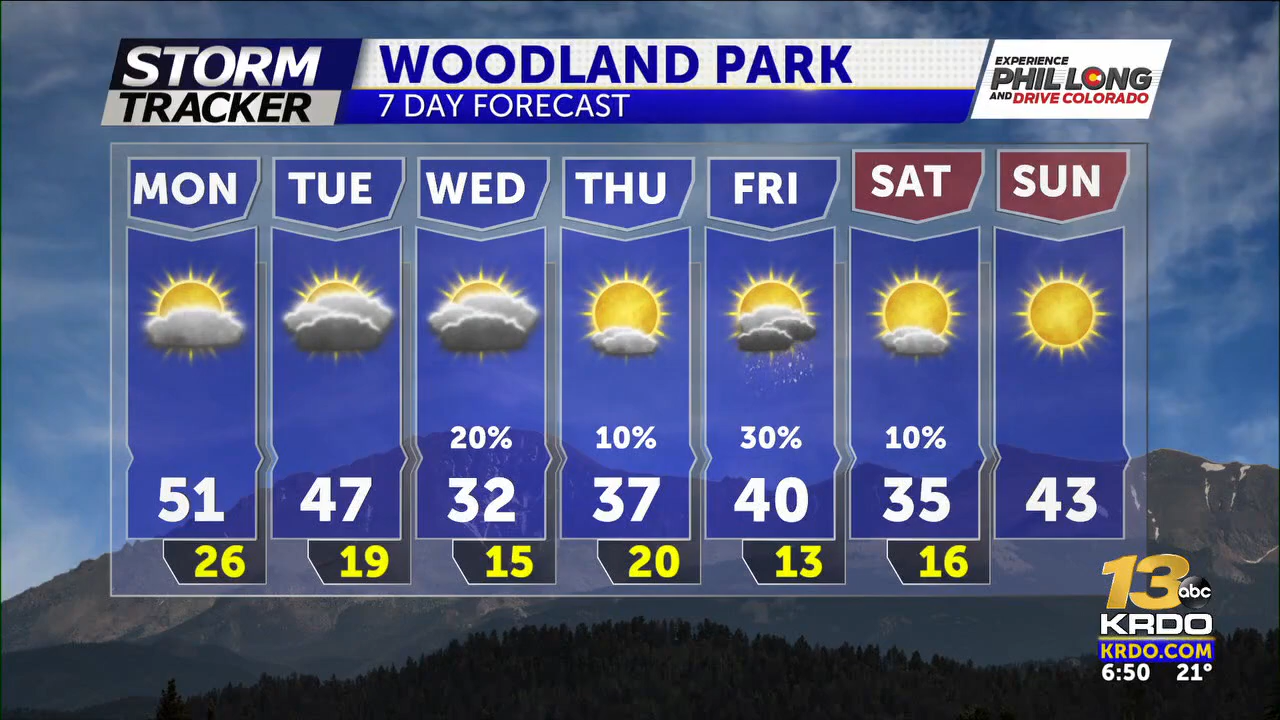 STORM
TRACKER
WOODLAND PARK
7 DAY FORECAST
EXPERIENCE
PHIL LONG
AND DRIVE COLORADO
MON TUE WED THU FRI SAT SUN
20% 10% 30% 10%
51 47 32 37 40 35 43
26 19 15 20 13 16
13 abc
KRDO
KRDO.COM
6:50 21°